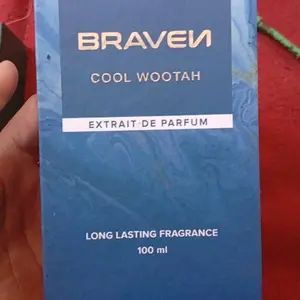 BRAVEN
COOL WOOTAH
EXTRAIT DE PARFUM
LONG LASTING FRAGRANCE
100 ml